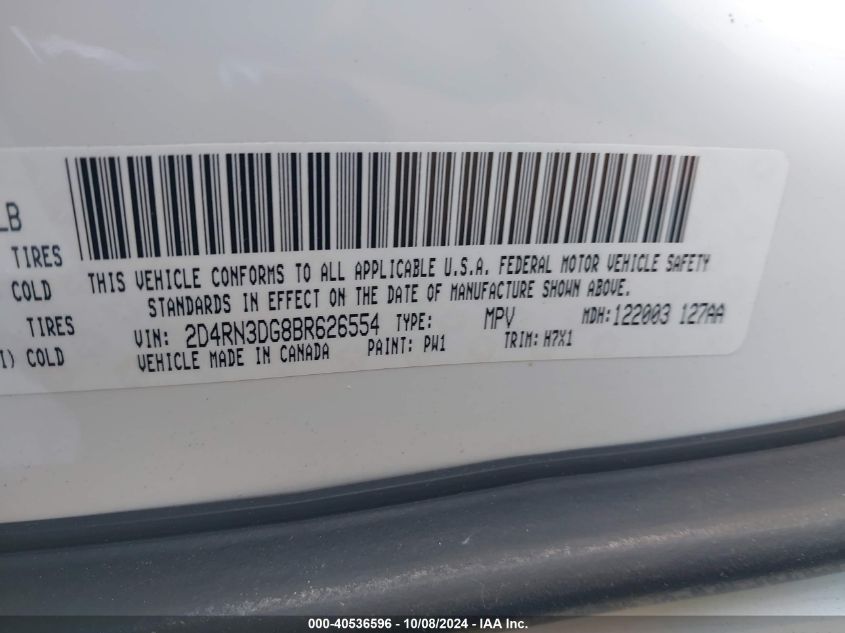 LB
TIRES
COLD
TIRES
I) COLD
THIS VEHICLE CONFORMS TO ALL APPLICABLE U.S.A. FEDERAL MOTOR VEHICLE SAFETY
STANDARDS IN EFFECT ON THE DATE OF MANUFACTURE SHOWN ABOVE.
VIN: 2D4RN3DG8BR626554 TYPE: MPV MDH: 122003 127AA
VEHICLE MADE IN CANADA PAINT: PW1 TRIM: H7X1
000-40536596 - 10/08/2024 - IAA Inc.